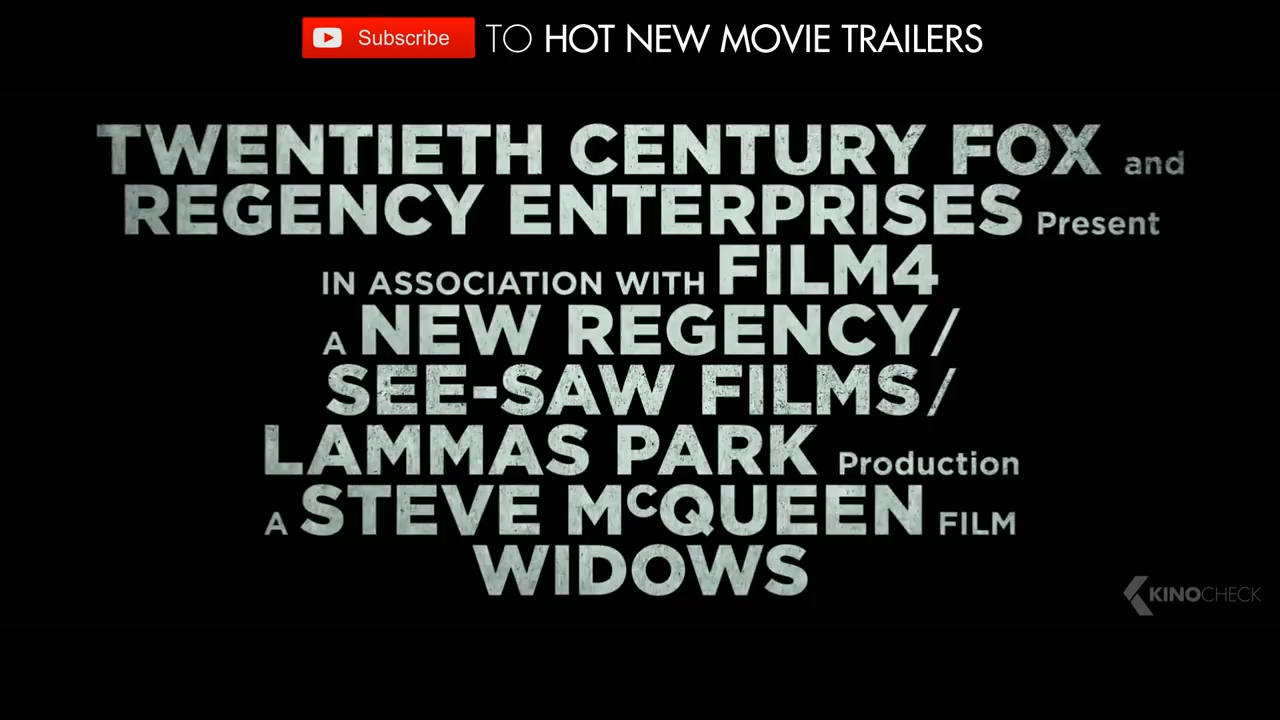 Subscribe TO HOT NEW MOVIE TRAILERS
TWENTIETH CENTURY FOX and
REGENCY ENTERPRISES Present
IN ASSOCIATION WITH FILM4
A NEW REGENCY/
SEE-SAW FILMS/
LAMMAS PARK Production
A STEVE McQUEEN FILM
WIDOWS
KINOCHECK